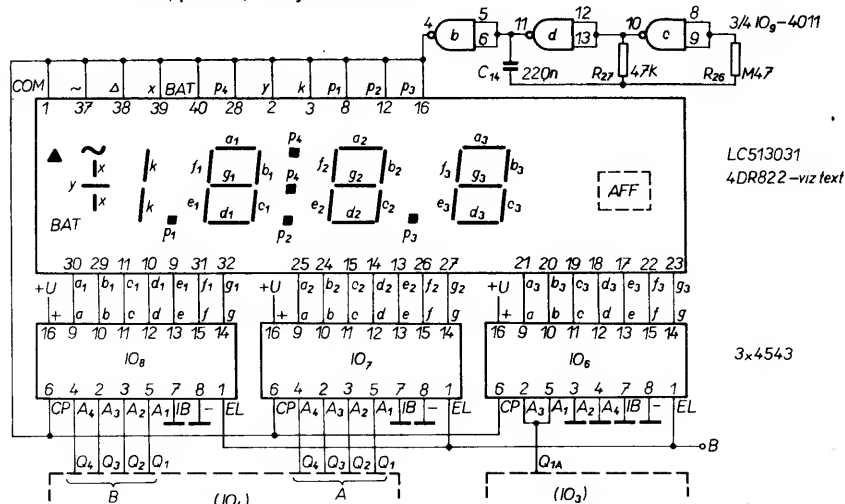 4 b 5 6 11 d 12 13 10 c 8 9 3/4 IO9-4011
C14 220n R27 47k R26 M47
COM ~ Δ x BAT p4 y k p1 p2 p3
1 37 38 39 40 28 2 3 8 12 16
a1 p4 a2 a3
x k f1 g1 b1 f2 g2 b2 f3 g3 b3 LC513031
y p4 AFF 4DR822-viz text
x k e1 d1 c1 e2 d2 c2 e3 d3 c3
BAT p1 p2 p3
30 29 11 10 9 31 32 25 24 15 14 13 26 27 21 20 19 18 17 22 23
+U a1 b1 c1 d1 e1 f1 g1 +U a2 b2 c2 d2 e2 f2 g2 +U a3 b3 c3 d3 e3 f3 g3
+ a b c d e f g a b c d e f g a b c d e f g
16 9 10 11 12 13 15 14 16 9 10 11 12 13 15 14 16 9 10 11 12 13 15 14
IO8 IO7 IO6 3x4543
6 4 2 3 5 7 8 1 6 4 2 3 5 7 8 1 6 2 5 3 4 7 8 1
CP A4 A3 A2 A1 IB - EL CP A4 A3 A2 A1 IB - EL CP A3 A1 A2 A4 IB - EL
B
Q4 Q3 Q2 Q1 Q4 Q3 Q2 Q1 Q1A
B A (IO3)